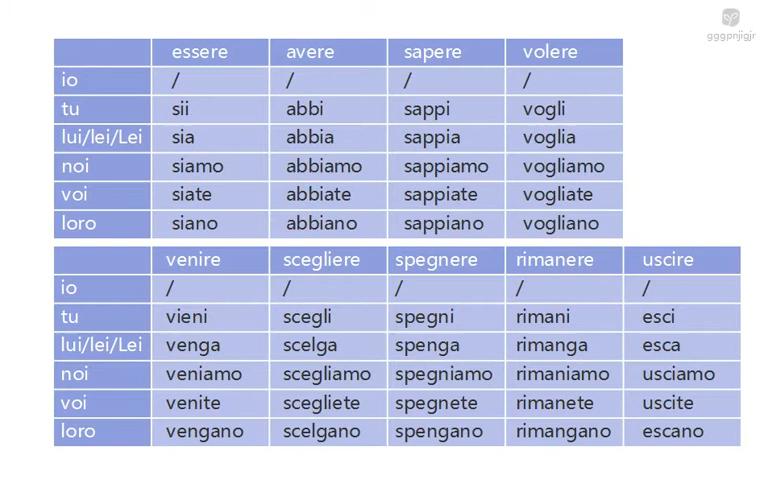 gggpnjigjr
essere avere sapere volere
io / / / /
tu sii abbi sappi vogli
lui/lei/Lei sia abbia sappia voglia
noi siamo abbiamo sappiamo vogliamo
voi siate abbiate sappiate vogliate
loro siano abbiano sappiano vogliano
venire scegliere spegnere rimanere uscire
io / / / / /
tu vieni scegli spegni rimani esci
lui/lei/Lei venga scelga spenga rimanga esca
noi veniamo scegliamo spegniamo rimaniamo usciamo
voi venite scegliete spegnete rimanete uscite
loro vengano scelgano spengano rimangano escano